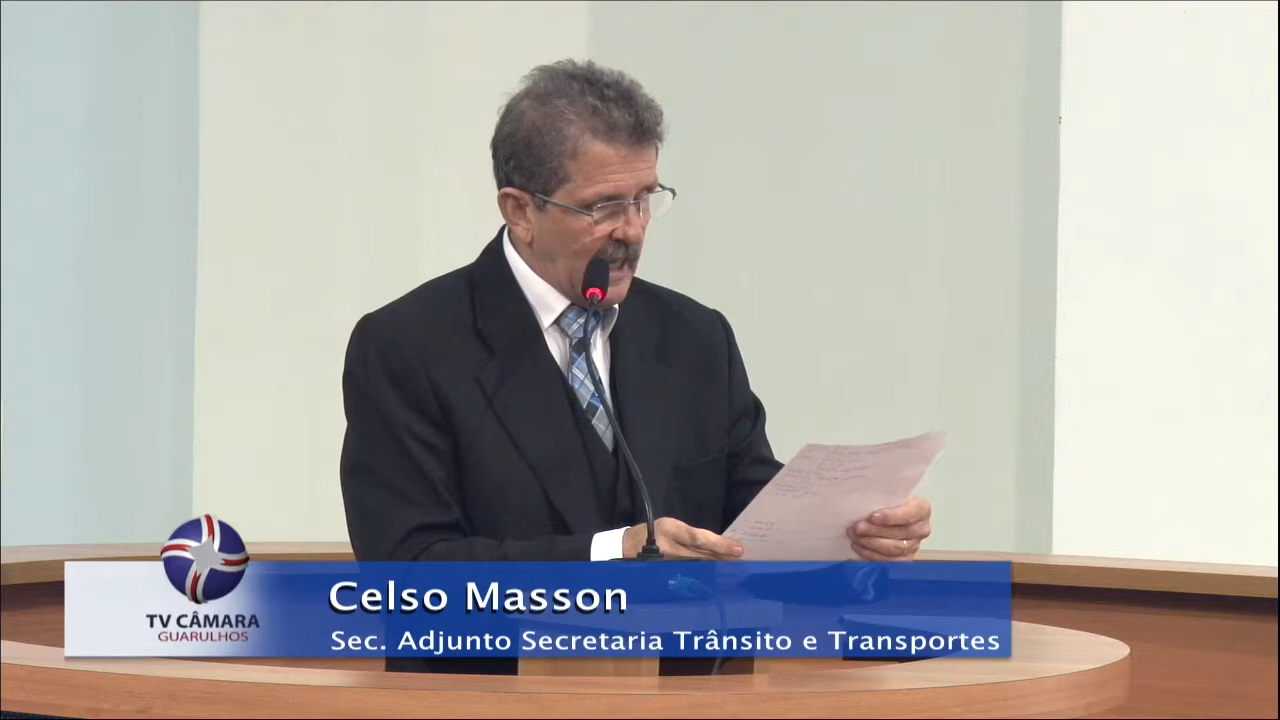 Celso Masson
Sec. Adjunto Secretaria Trânsito e Transportes
TV CÂMARA
GUARULHOS